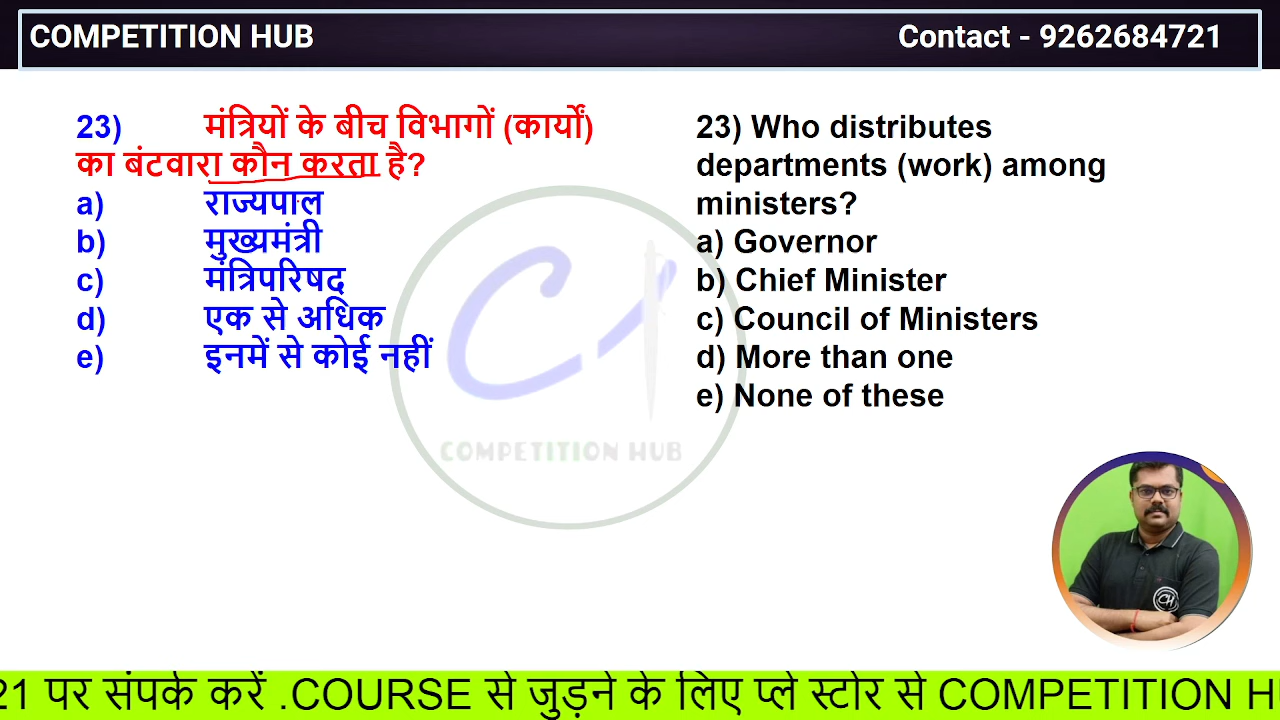 COMPETITION HUB
Contact - 9262684721
23) मंत्रियों के बीच विभागों (कार्यों)
का बंटवारा कौन करता है?
a) राज्यपाल
b) मुख्यमंत्री
c) मंत्रिपरिषद
d) एक से अधिक
e) इनमें से कोई नहीं
23) Who distributes
departments (work) among
ministers?
a) Governor
b) Chief Minister
c) Council of Ministers
d) More than one
e) None of these
COMPETITION HUB
CH
21 पर संपर्क करें .COURSE से जुड़ने के लिए प्ले स्टोर से COMPETITION H